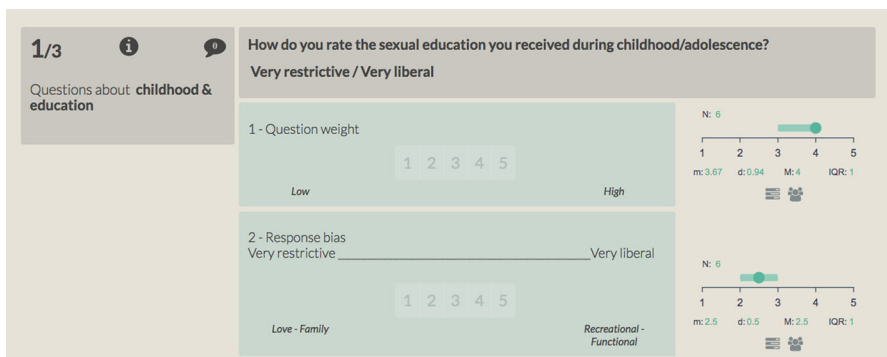 1/3
0
Questions about childhood &
education
How do you rate the sexual education you received during childhood/adolescence?
Very restrictive / Very liberal
1 - Question weight
1 2 3 4 5
Low High
N: 6
1 2 3 4 5
m: 3.67 d: 0.94 M: 4 IQR: 1
2 - Response bias
Very restrictive ______________________________________ Very liberal
1 2 3 4 5
Love - Family Recreational -
Functional
N: 6
1 2 3 4 5
m: 2.5 d: 0.5 M: 2.5 IQR: 1